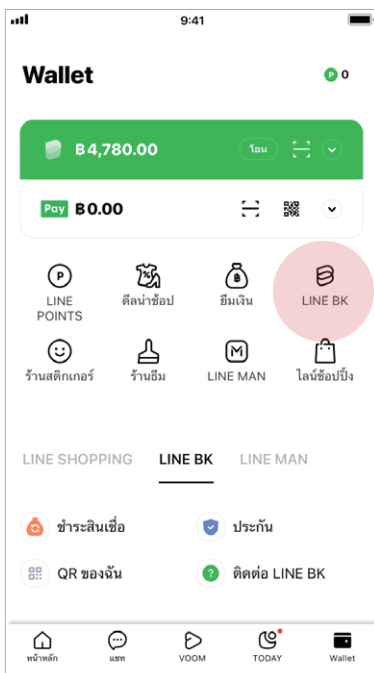 9:41
Wallet
P 0
฿4,780.00 โอน
Pay ฿0.00
P
LINE POINTS
ดีลน่าช้อป
ยืมเงิน
LINE BK
ร้านสติกเกอร์
ร้านธีม
M
LINE MAN
ไลน์ช้อปปิ้ง
LINE SHOPPING LINE BK LINE MAN
ชำระสินเชื่อ
ประกัน
QR ของฉัน
ติดต่อ LINE BK
หน้าหลัก แชท VOOM TODAY Wallet